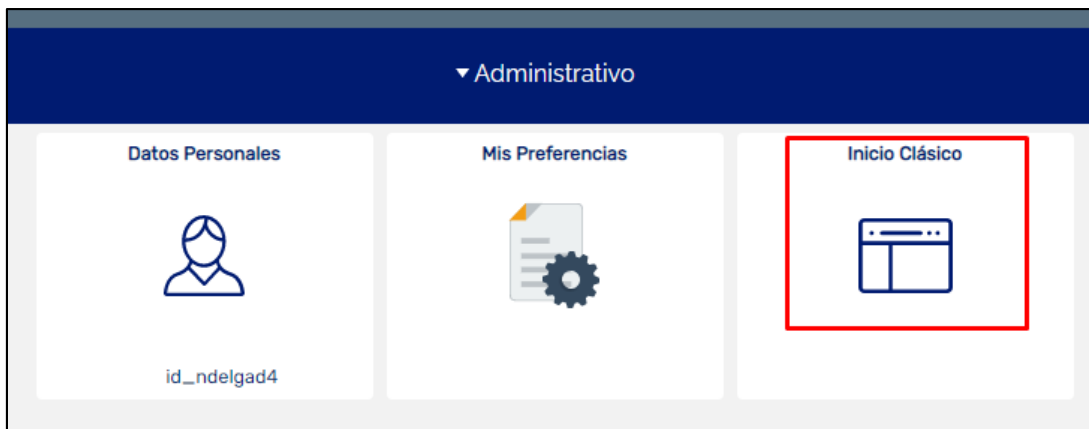 Administrativo
Datos Personales
Mis Preferencias
Inicio Clásico
id_ndelgad4